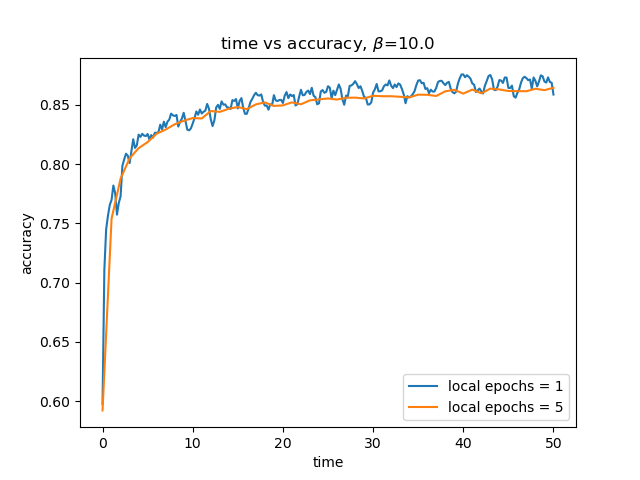 time vs accuracy, β=10.0
accuracy
0.85
0.80
0.75
0.70
0.65
0.60
0 10 20 30 40 50
time
local epochs = 1
local epochs = 5